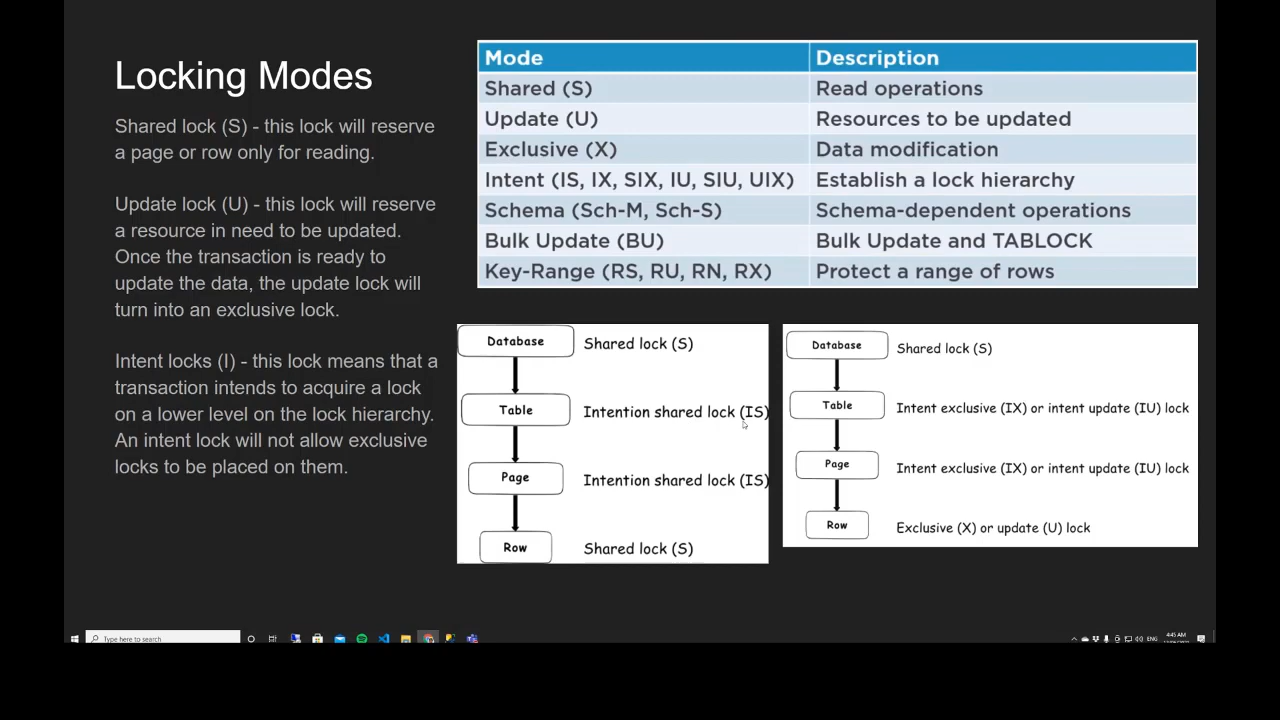 Locking Modes
Shared lock (S) - this lock will reserve
a page or row only for reading.
Update lock (U) - this lock will reserve
a resource in need to be updated.
Once the transaction is ready to
update the data, the update lock will
turn into an exclusive lock.
Intent locks (I) - this lock means that a
transaction intends to acquire a lock
on a lower level on the lock hierarchy.
An intent lock will not allow exclusive
locks to be placed on them.
Mode Description
Shared (S) Read operations
Update (U) Resources to be updated
Exclusive (X) Data modification
Intent (IS, IX, SIX, IU, SIU, UIX) Establish a lock hierarchy
Schema (Sch-M, Sch-S) Schema-dependent operations
Bulk Update (BU) Bulk Update and TABLOCK
Key-Range (RS, RU, RN, RX) Protect a range of rows
Database Shared lock (S)
Table Intention shared lock (IS)
Page Intention shared lock (IS)
Row Shared lock (S)
Database Shared lock (S)
Table Intent exclusive (IX) or intent update (IU) lock
Page Intent exclusive (IX) or intent update (IU) lock
Row Exclusive (X) or update (U) lock
Type here to search
ENG
4:45 AM